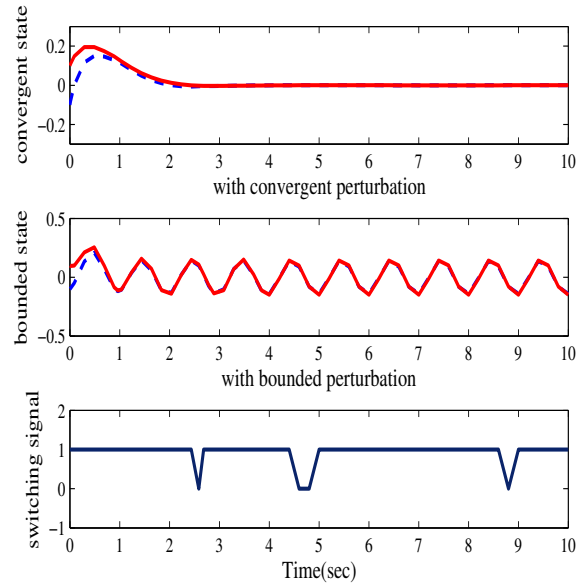 convergent state
0.2
0
−0.2
0 1 2 3 4 5 6 7 8 9 10
with convergent perturbation
bounded state
0.5
0
−0.5
0 1 2 3 4 5 6 7 8 9 10
with bounded perturbation
switching signal
2
1
0
−1
0 1 2 3 4 5 6 7 8 9 10
Time(sec)